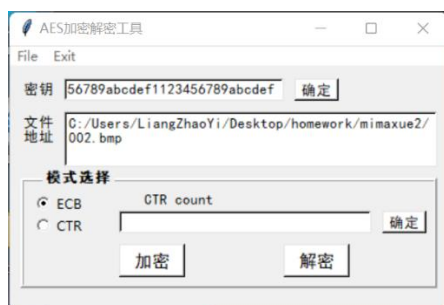 AES加密解密工具
File Exit
密钥 56789abcdef1123456789abcdef 确定
文件地址 C:/Users/LiangZhaoYi/Desktop/homework/mimaxue2/
002.bmp
模式选择
ECB CTR count
CTR 确定
加密 解密